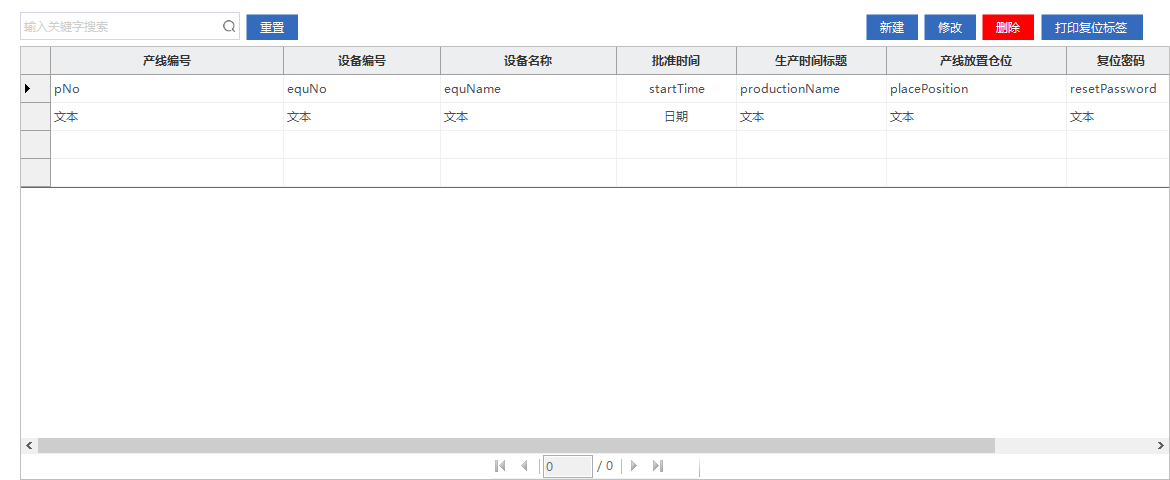 输入关键字搜索 重置 新建 修改 删除 打印复位标签
产线编号 设备编号 设备名称 批准时间 生产时间标题 产线放置仓位 复位密码
pNo equNo equName startTime productionName placePosition resetPassword
文本 文本 文本 日期 文本 文本 文本
0 / 0